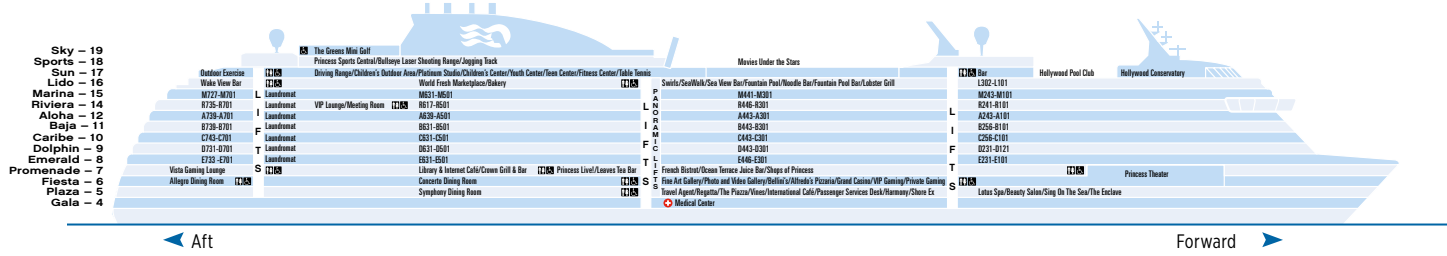 Sky – 19 The Greens Mini Golf
Sports – 18 Princess Sports Central/Bullseye Laser Shooting Range/Jogging Track Movies Under the Stars
Sun – 17 Outdoor Exercise Driving Range/Children's Outdoor Area/Platinum Studio/Children's Center/Youth Center/Teen Center/Fitness Center/Table Tennis Bar Hollywood Pool Club Hollywood Conservatory
Lido – 16 Wake View Bar World Fresh Marketplace/Bakery Swirls/SeaWalk/Sea View Bar/Fountain Pool/Noodle Bar/Fountain Pool Bar/Lobster Grill L302-L101
Marina – 15 M727-M701 Laundromat M631-M501 M441-M301 M243-M101
Riviera – 14 R735-R701 Laundromat VIP Lounge/Meeting Room R617-R501 R446-R301 R241-R101
Aloha – 12 A739-A701 Laundromat A639-A501 A443-A301 A243-A101
Baja – 11 B739-B701 Laundromat B631-B501 B443-B301 B256-B101
Caribe – 10 C743-C701 Laundromat C631-C501 C443-C301 C256-C101
Dolphin – 9 D731-D701 Laundromat D631-D501 D443-D301 D231-D121
Emerald – 8 E733 -E701 Laundromat E631-E501 E446-E301 E231-E101
Promenade – 7 Vista Gaming Lounge Library & Internet Café/Crown Grill & Bar Princess Live!/Leaves Tea Bar French Bistrot/Ocean Terrace Juice Bar/Shops of Princess Princess Theater
Fiesta – 6 Allegro Dining Room Concerto Dining Room Fine Art Gallery/Photo and Video Gallery/Bellini's/Alfredo's Pizzaria/Grand Casino/VIP Gaming/Private Gaming
Plaza – 5 Symphony Dining Room Travel Agent/Regatta/The Piazza/Vines/International Café/Passenger Services Desk/Harmony/Shore Ex Lotus Spa/Beauty Salon/Sing On The Sea/The Enclave
Gala – 4 Medical Center
LIFTS
LIFTS
PANORAMIC LIFTS
LIFTS
Aft Forward